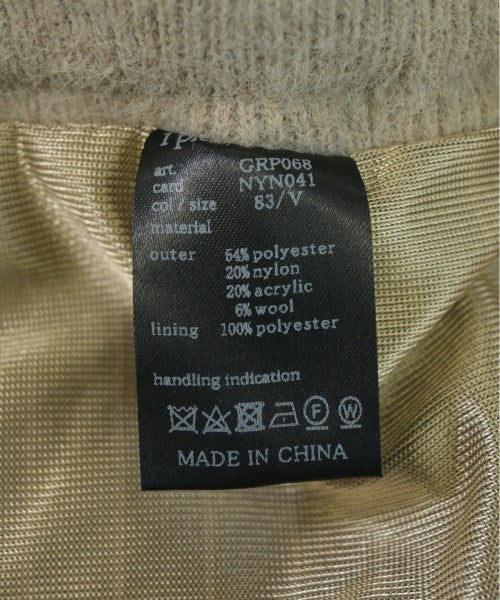 art. GRP068
card NYN041
col / size 83/V
material
outer 54% polyester
20% nylon
20% acrylic
6% wool
lining 100% polyester
handling indication
F W
MADE IN CHINA